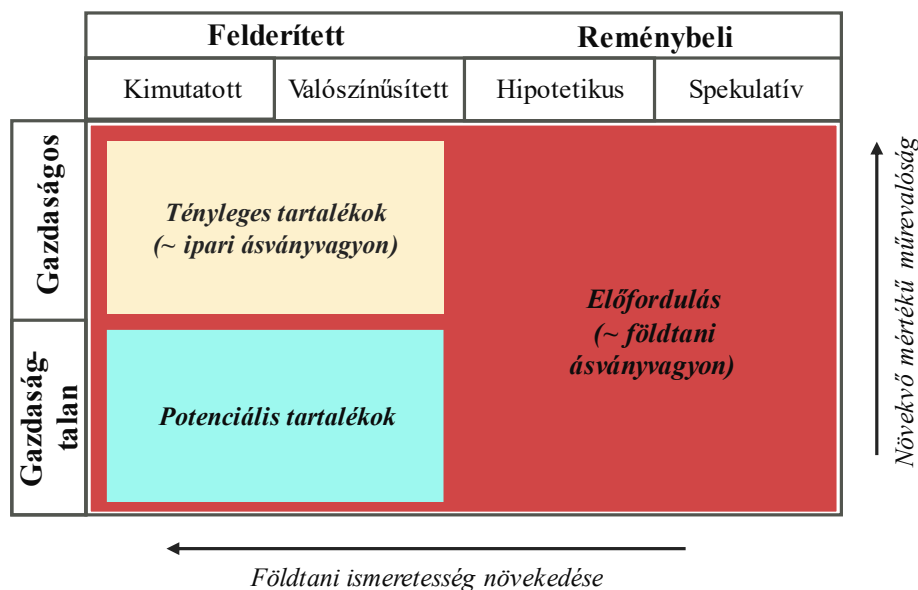 Felderített
Reménybeli
Kimutatott
Valószínűsített
Hipotetikus
Spekulatív
Gazdaságos
Tényleges tartalékok
(~ ipari ásványvagyon)
Előfordulás
(~ földtani
ásványvagyon)
Gazdaság-
talan
Potenciális tartalékok
Növekvő mértékű műrevalóság
Földtani ismeretesség növekedése